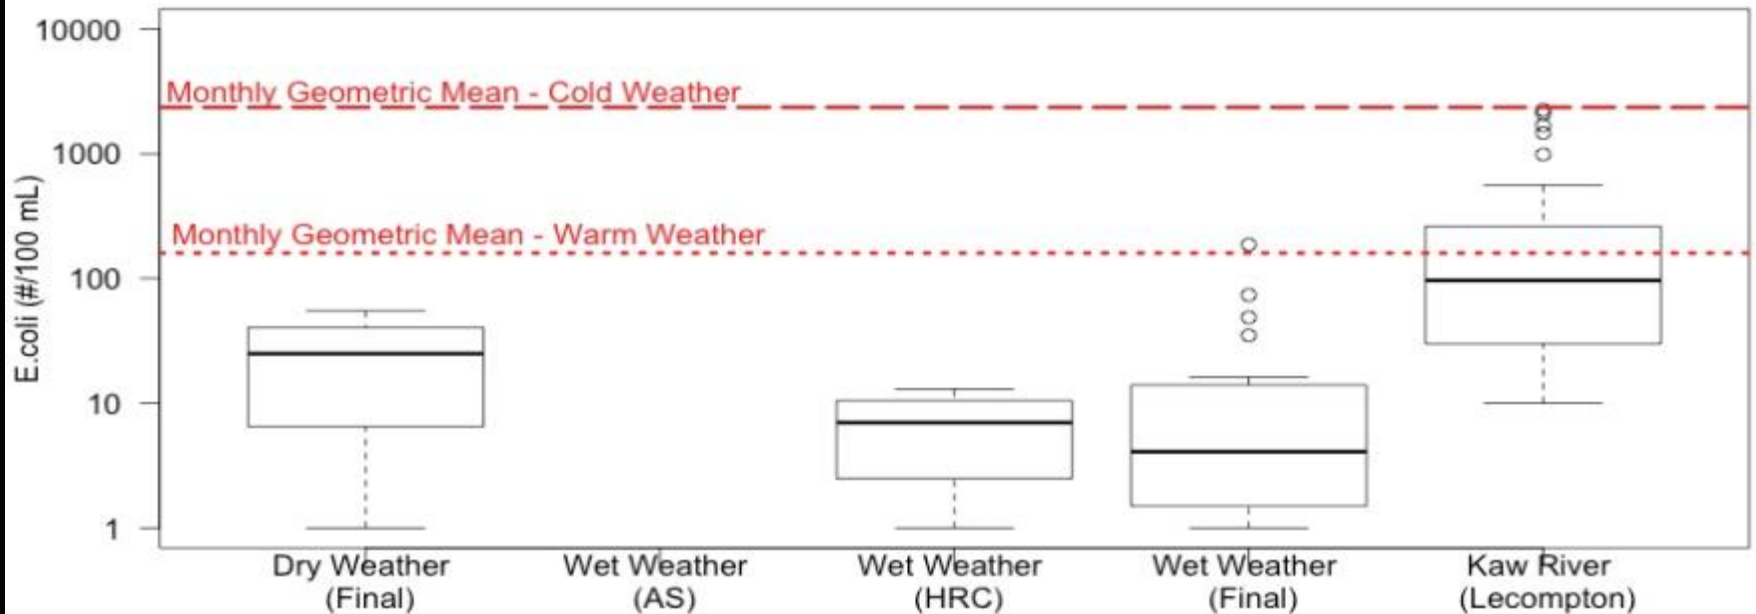 10000
Monthly Geometric Mean - Cold Weather
1000
Monthly Geometric Mean - Warm Weather
100
10
1
E.coli (#/100 mL)
Dry Weather
(Final)
Wet Weather
(AS)
Wet Weather
(HRC)
Wet Weather
(Final)
Kaw River
(Lecompton)